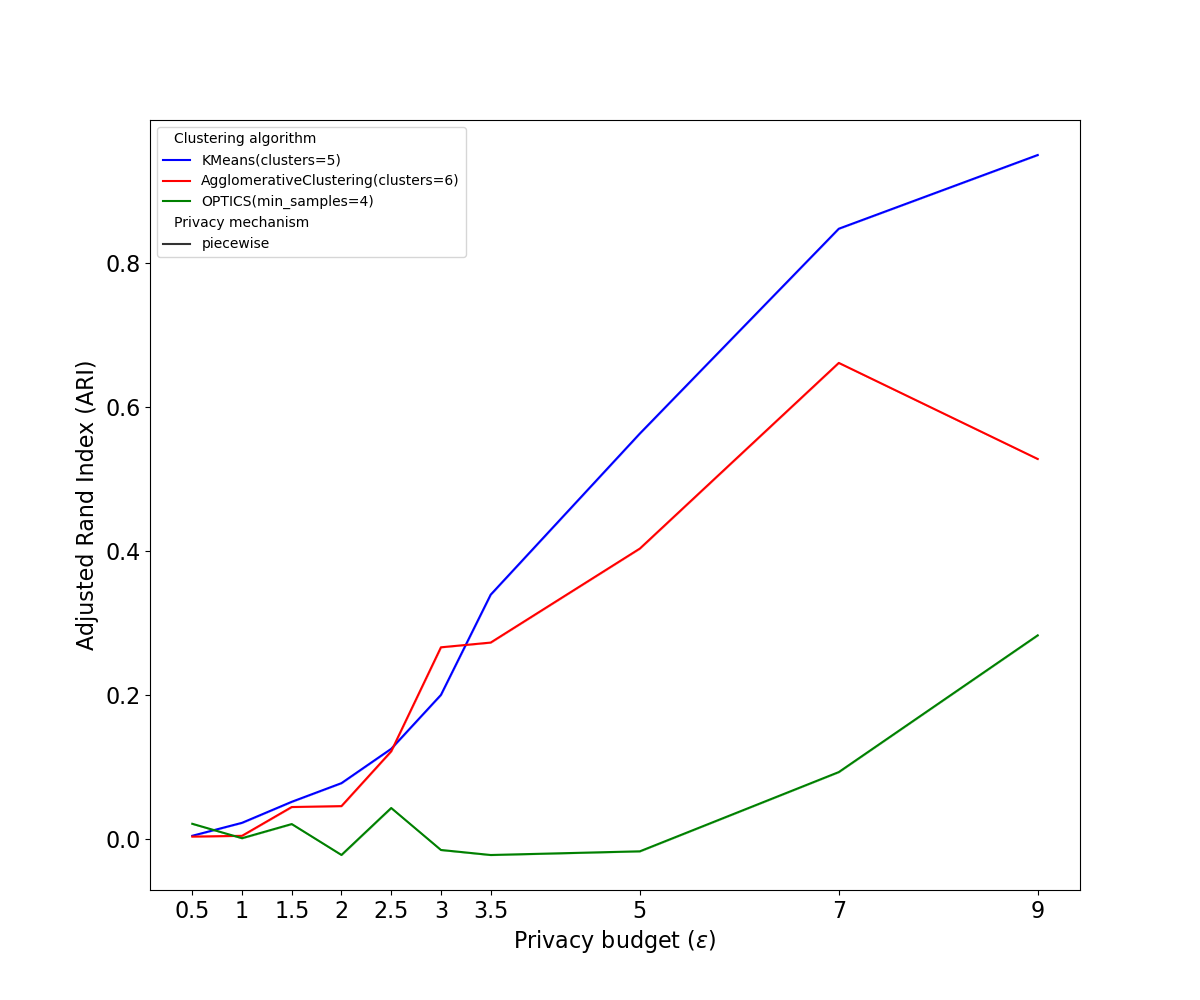 Clustering algorithm
KMeans(clusters=5)
AgglomerativeClustering(clusters=6)
OPTICS(min_samples=4)
Privacy mechanism
piecewise
0.8
0.6
0.4
0.2
0.0
Adjusted Rand Index (ARI)
0.5 1 1.5 2 2.5 3 3.5 5 7 9
Privacy budget (ε)